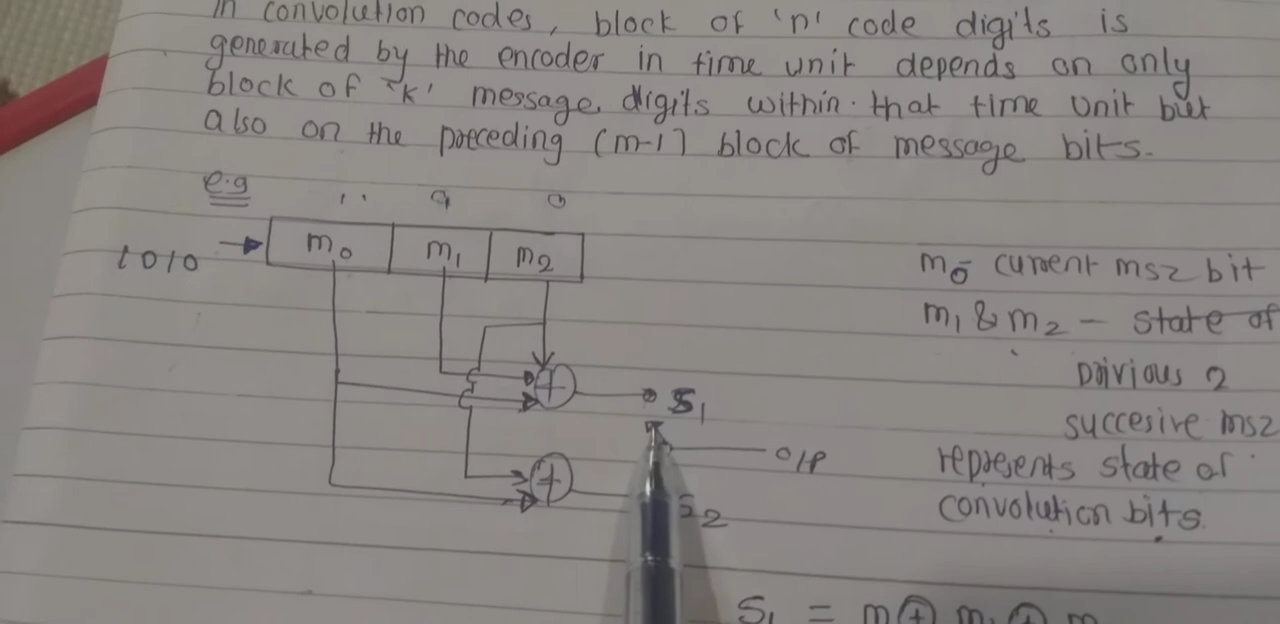 In convolution codes, block of 'n' code digits is
generated by the encoder in time unit depends on only
block of 'k' message digits within that time unit but
also on the preceding (m-1) block of message bits.
e.g
1010 m0 m1 m2
m0- current msz bit
m1 & m2 - state of
privious 2
succesive msz
represents state of
convolution bits.
S1
o/p
S2
S1 = m ⊕ m1 ⊕ m